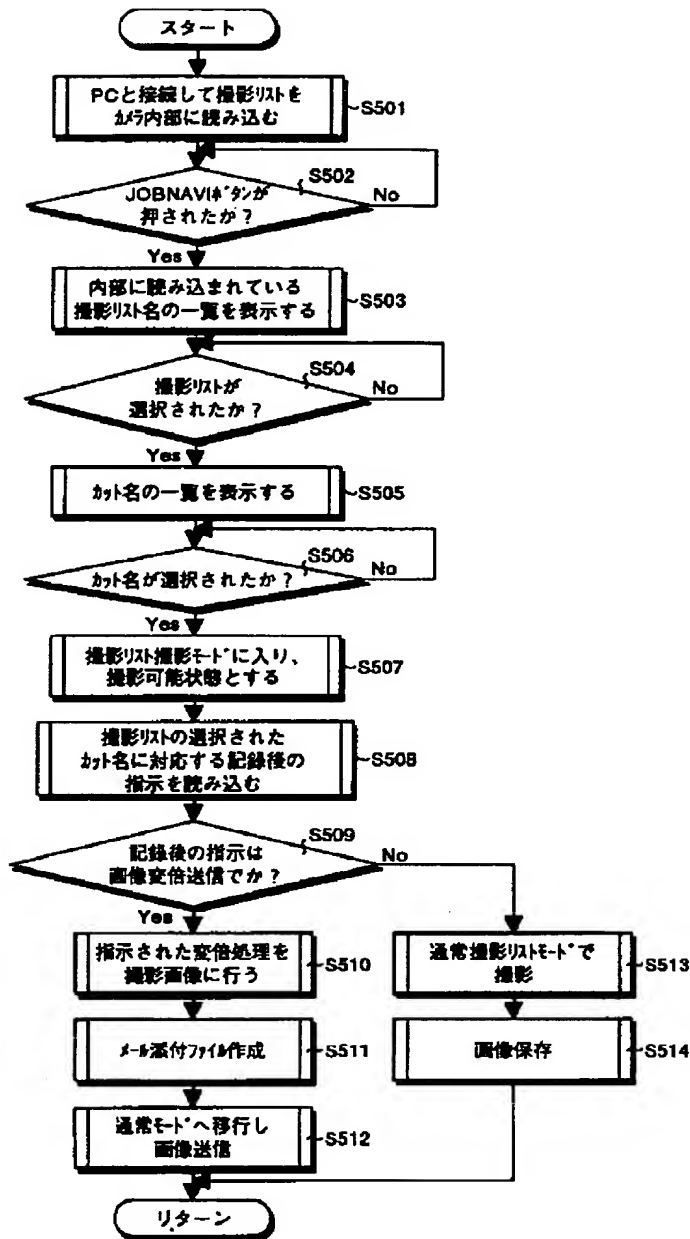 スタート
PCと接続して撮影リストを
カメラ内部に読み込む
S501
S502
JOBNAVIボタンが
押されたか？
No
Yes
内部に読み込まれている
撮影リスト名の一覧を表示する
S503
S504
撮影リストが
選択されたか？
No
Yes
カット名の一覧を表示する
S505
S506
カット名が選択されたか？
No
Yes
撮影リスト撮影モードに入り、
撮影可能状態とする
S507
撮影リストの選択された
カット名に対応する記録後の
指示を読み込む
S508
S509
記録後の指示は
画像変倍送信でか？
No
Yes
指示された変倍処理を
撮影画像に行う
S510
通常撮影リストモードで
撮影
S513
メール添付ファイル作成
S511
画像保存
S514
通常モードへ移行し
画像送信
S512
リターン